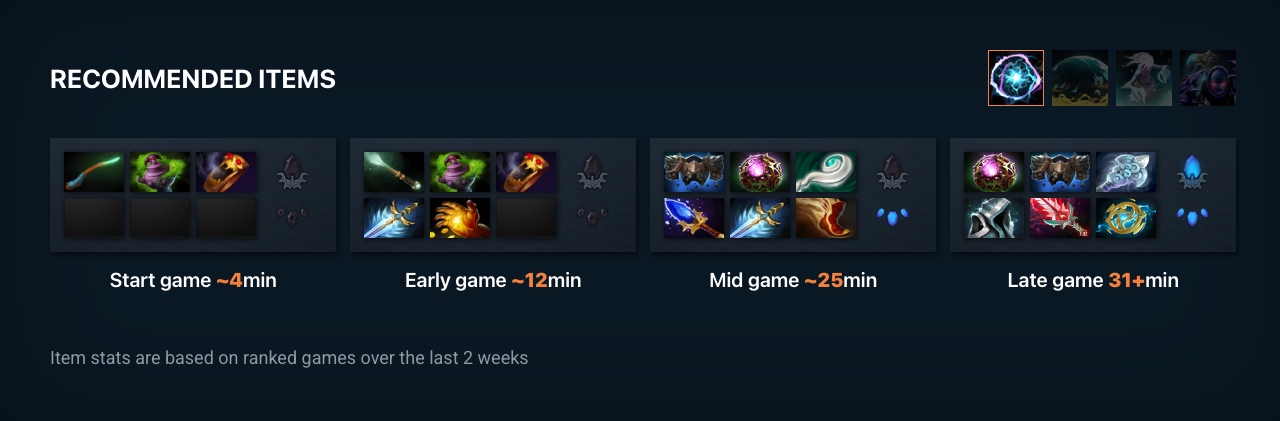 RECOMMENDED ITEMS
Start game ~4min
Early game ~12min
Mid game ~25min
Late game 31+min
Item stats are based on ranked games over the last 2 weeks